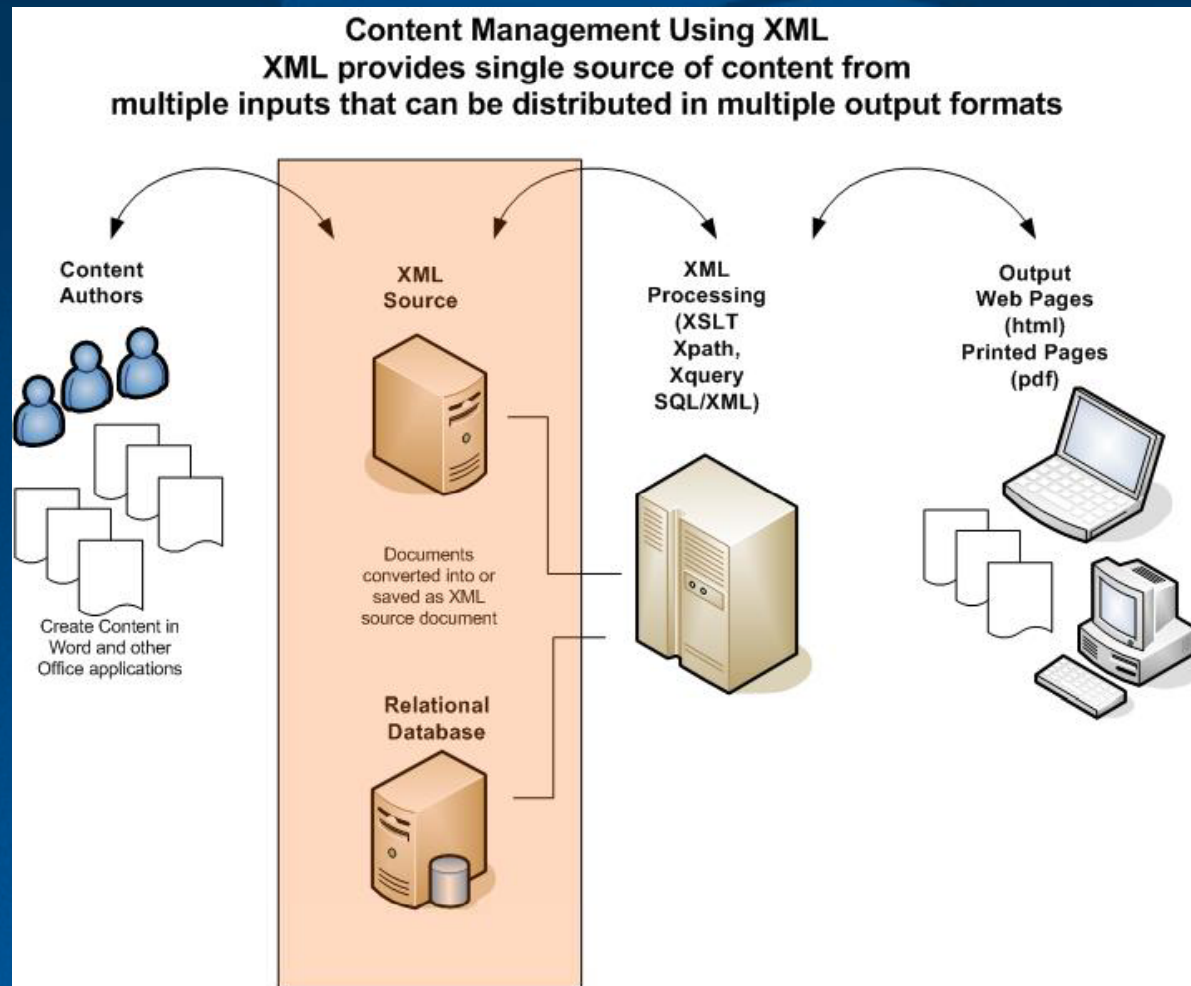 Content Management Using XML
XML provides single source of content from
multiple inputs that can be distributed in multiple output formats
Content
Authors
Create Content in
Word and other
Office applications
XML
Source
Documents
converted into or
saved as XML
source document
Relational
Database
XML
Processing
(XSLT
Xpath,
Xquery
SQL/XML)
Output
Web Pages
(html)
Printed Pages
(pdf)